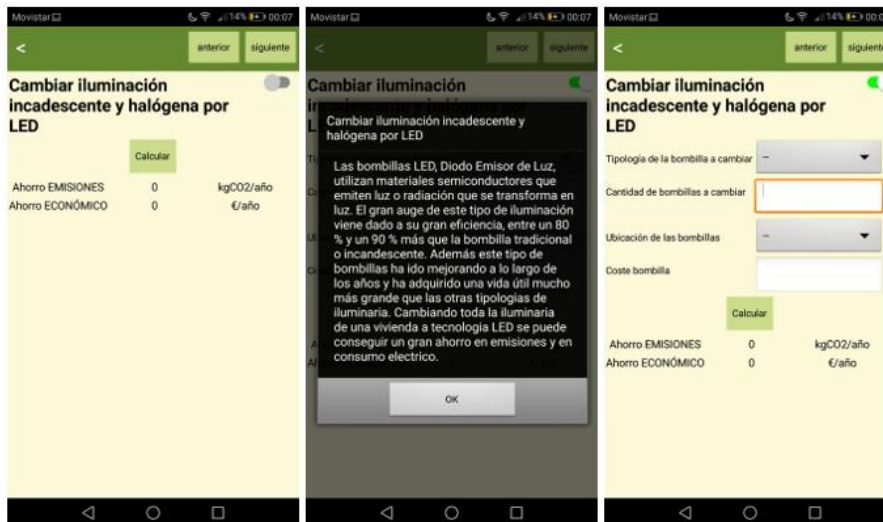 Movistar 14% 00:07
<
anterior
siguiente
Cambiar iluminación
incadescente y halógena por
LED
Calcular
Ahorro EMISIONES 0 kgCO2/año
Ahorro ECONÓMICO 0 €/año
Movistar 14% 00:07
<
anterior
siguiente
Cambiar iluminación
Cambiar iluminación incadescente y
halógena por LED
Las bombillas LED, Diodo Emisor de Luz,
utilizan materiales semiconductores que
emiten luz o radiación que se transforma en
luz. El gran auge de este tipo de iluminación
viene dado a su gran eficiencia, entre un 80
% y un 90 % más que la bombilla tradicional
o incandescente. Además este tipo de
bombillas ha ido mejorando a lo largo de
los años y ha adquirido una vida útil mucho
más grande que las otras tipologías de
iluminaria. Cambiando toda la iluminaria
de una vivienda a tecnología LED se puede
conseguir un gran ahorro en emisiones y en
consumo electrico.
OK
Movistar 14% 00:0
<
anterior
siguiente
Cambiar iluminación
incadescente y halógena por
LED
Tipología de la bombilla a cambiar --
Cantidad de bombillas a cambiar
Ubicación de las bombillas --
Coste bombilla
Calcular
Ahorro EMISIONES 0 kgCO2/año
Ahorro ECONÓMICO 0 €/año